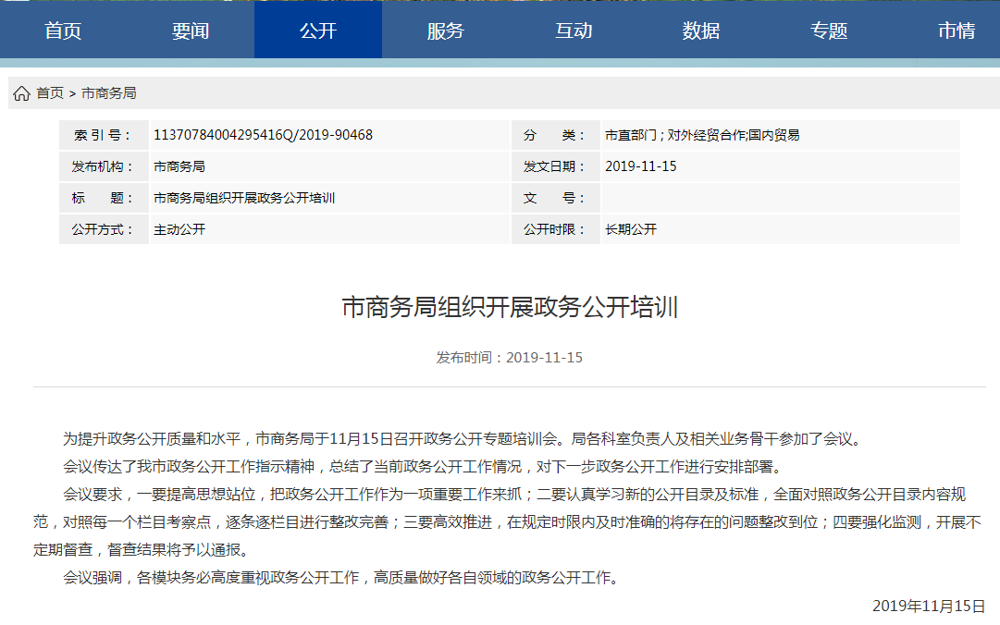 首页 要闻 公开 服务 互动 数据 专题 市情
首页 > 市商务局
索引号： 11370784004295416Q/2019-90468 分 类： 市直部门 ; 对外经贸合作;国内贸易
发布机构： 市商务局 发文日期： 2019-11-15
标 题： 市商务局组织开展政务公开培训 文 号：
公开方式： 主动公开 公开时限： 长期公开
市商务局组织开展政务公开培训
发布时间：2019-11-15
为提升政务公开质量和水平，市商务局于11月15日召开政务公开专题培训会。局各科室负责人及相关业务骨干参加了会议。
会议传达了我市政务公开工作指示精神，总结了当前政务公开工作情况，对下一步政务公开工作进行安排部署。
会议要求，一要提高思想站位，把政务公开工作作为一项重要工作来抓；二要认真学习新的公开目录及标准，全面对照政务公开目录内容规
范，对照每一个栏目考察点，逐条逐栏目进行整改完善；三要高效推进，在规定时限内及时准确的将存在的问题整改到位；四要强化监测，开展不
定期督查，督查结果将予以通报。
会议强调，各模块务必高度重视政务公开工作，高质量做好各自领域的政务公开工作。
2019年11月15日